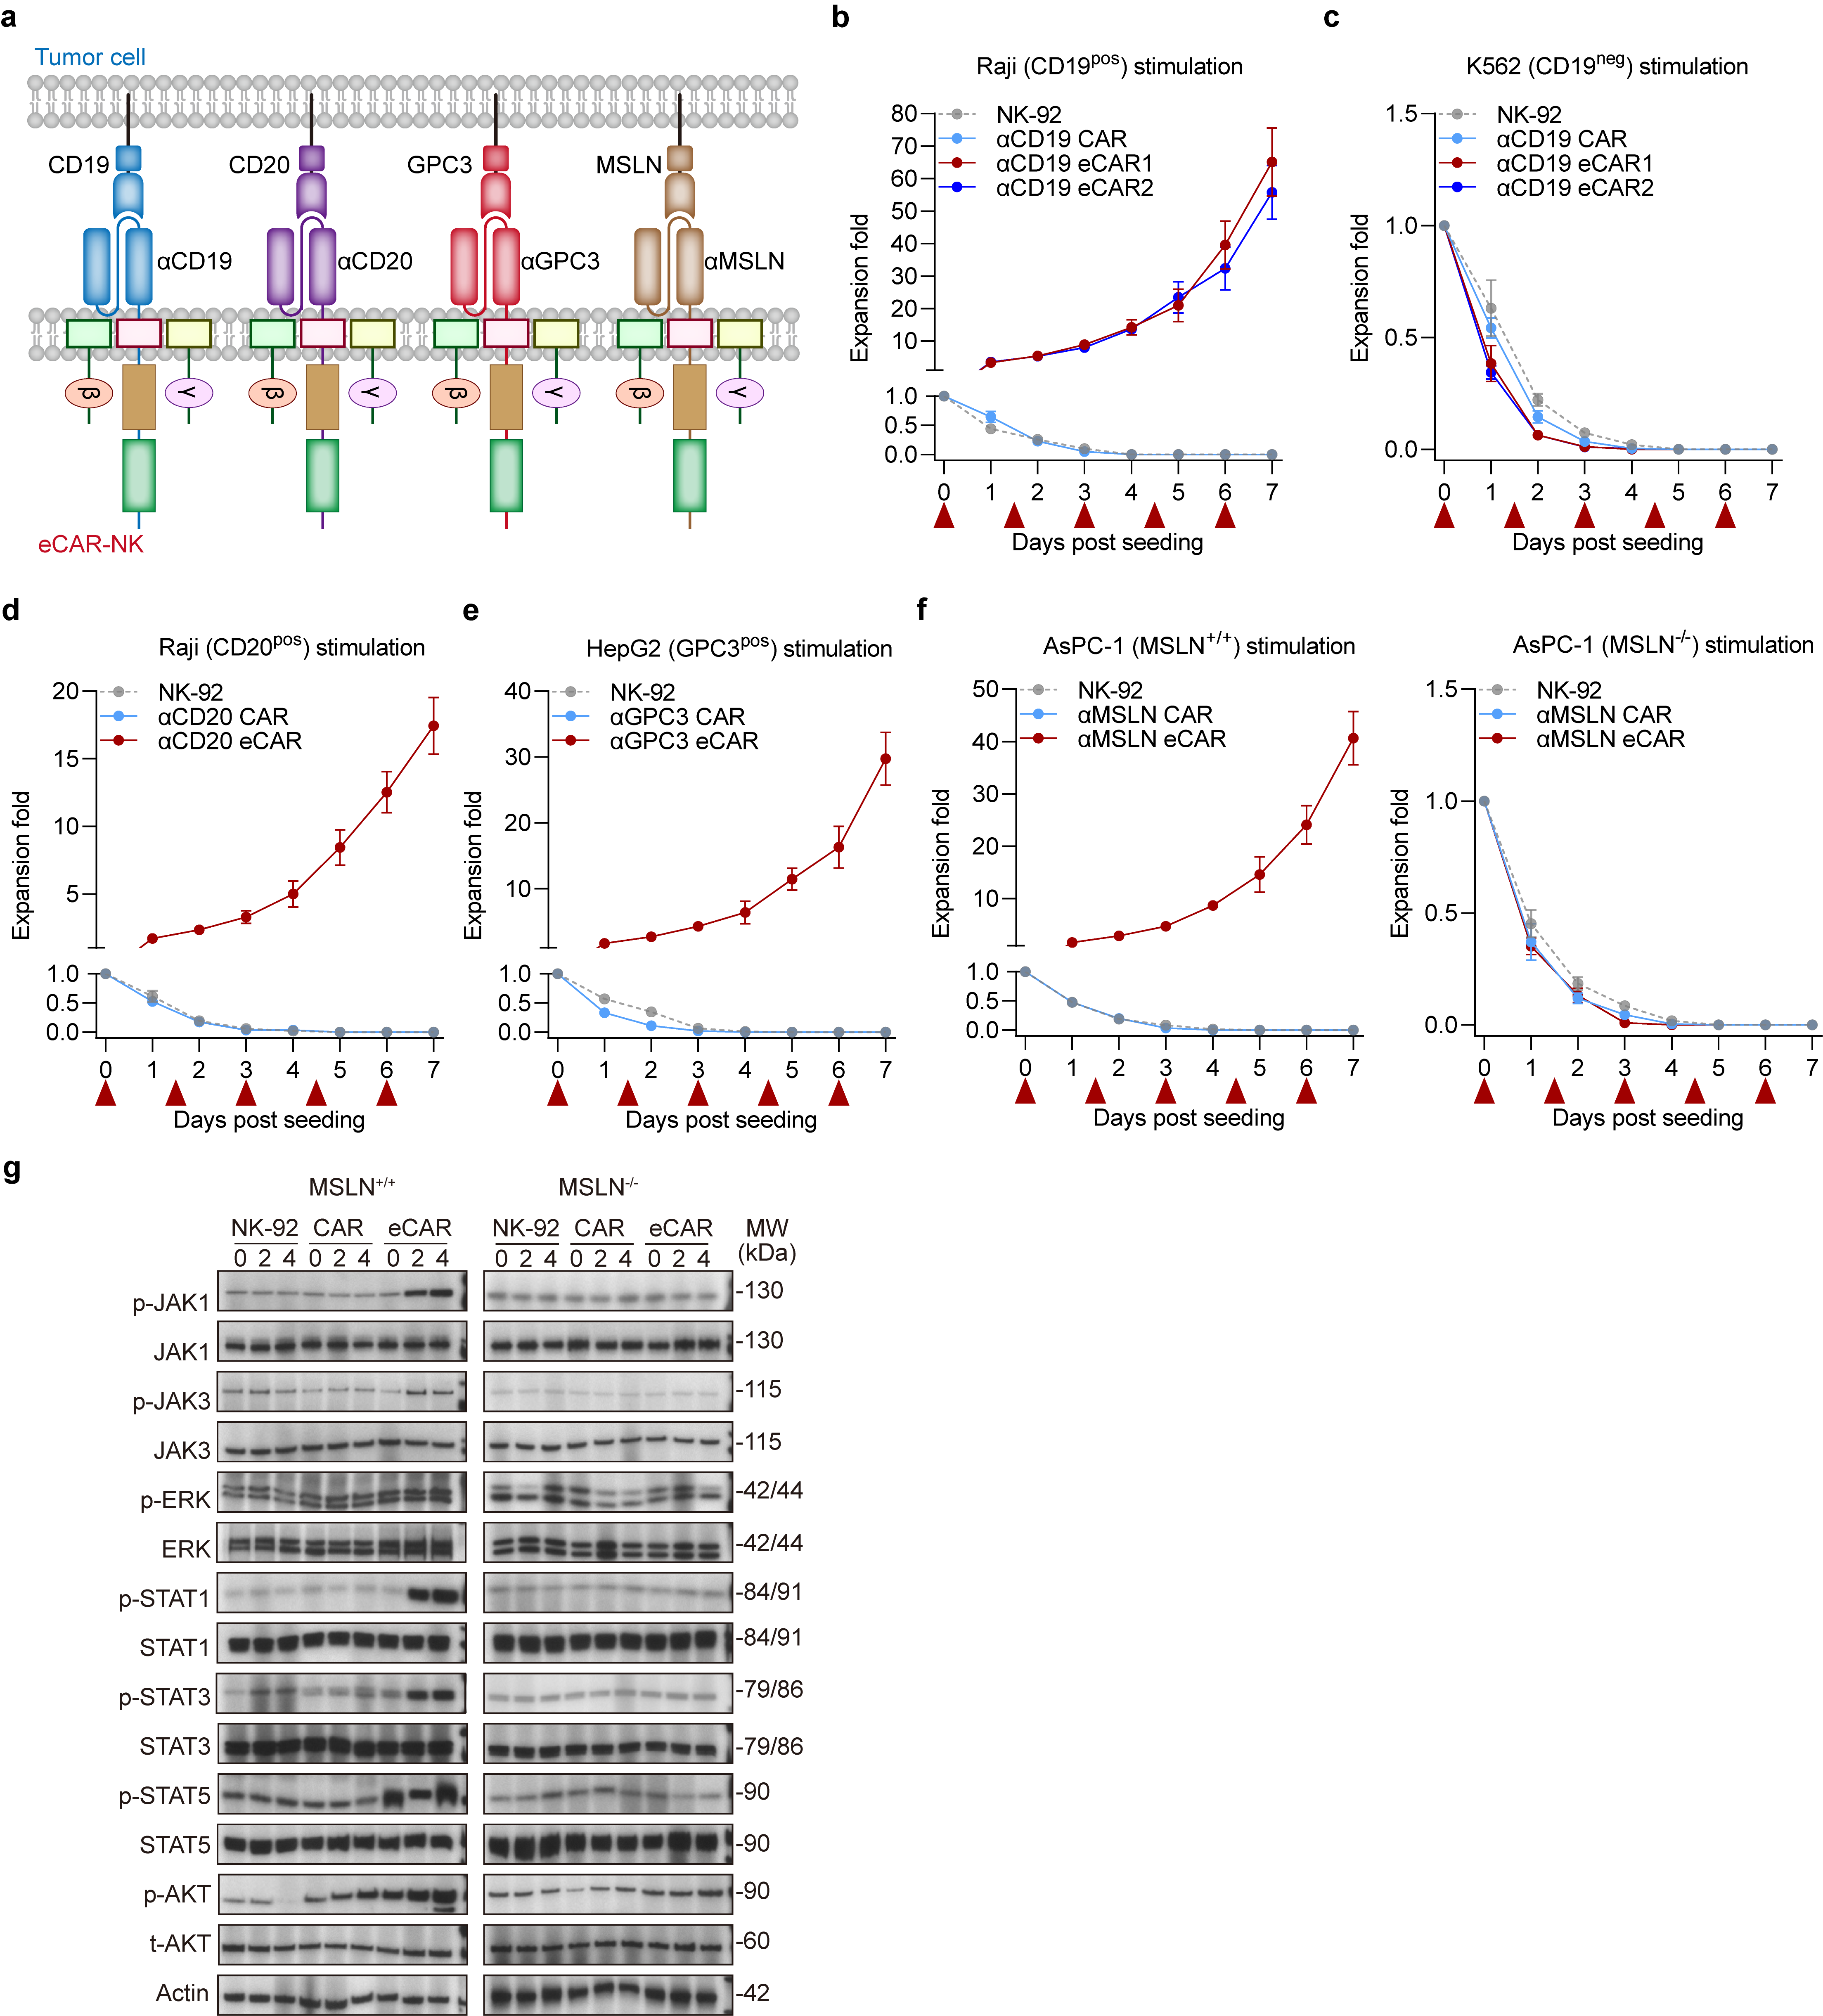 a
Tumor cell
CD19
CD20
GPC3
MSLN
αCD19
αCD20
αGPC3
αMSLN
β γ β γ β γ β γ
eCAR-NK
b
Raji (CD19pos) stimulation
NK-92
αCD19 CAR
αCD19 eCAR1
αCD19 eCAR2
Expansion fold
80
70
60
50
40
30
20
10
1.0
0.5
0.0
0 1 2 3 4 5 6 7
Days post seeding
c
K562 (CD19neg) stimulation
NK-92
αCD19 CAR
αCD19 eCAR1
αCD19 eCAR2
Expansion fold
1.5
1.0
0.5
0.0
0 1 2 3 4 5 6 7
Days post seeding
d
Raji (CD20pos) stimulation
NK-92
αCD20 CAR
αCD20 eCAR
Expansion fold
20
15
10
5
1.0
0.5
0.0
0 1 2 3 4 5 6 7
Days post seeding
e
HepG2 (GPC3pos) stimulation
NK-92
αGPC3 CAR
αGPC3 eCAR
Expansion fold
40
30
20
10
1.0
0.5
0.0
0 1 2 3 4 5 6 7
Days post seeding
f
AsPC-1 (MSLN+/+) stimulation
NK-92
αMSLN CAR
αMSLN eCAR
Expansion fold
50
40
30
20
10
1.0
0.5
0.0
0 1 2 3 4 5 6 7
Days post seeding
AsPC-1 (MSLN-/-) stimulation
NK-92
αMSLN CAR
αMSLN eCAR
Expansion fold
1.5
1.0
0.5
0.0
0 1 2 3 4 5 6 7
Days post seeding
g
MSLN+/+ MSLN-/-
NK-92 CAR eCAR NK-92 CAR eCAR MW
0 2 4 0 2 4 0 2 4 0 2 4 0 2 4 0 2 4 (kDa)
p-JAK1 -130
JAK1 -130
p-JAK3 -115
JAK3 -115
p-ERK -42/44
ERK -42/44
p-STAT1 -84/91
STAT1 -84/91
p-STAT3 -79/86
STAT3 -79/86
p-STAT5 -90
STAT5 -90
p-AKT -90
t-AKT -60
Actin -42